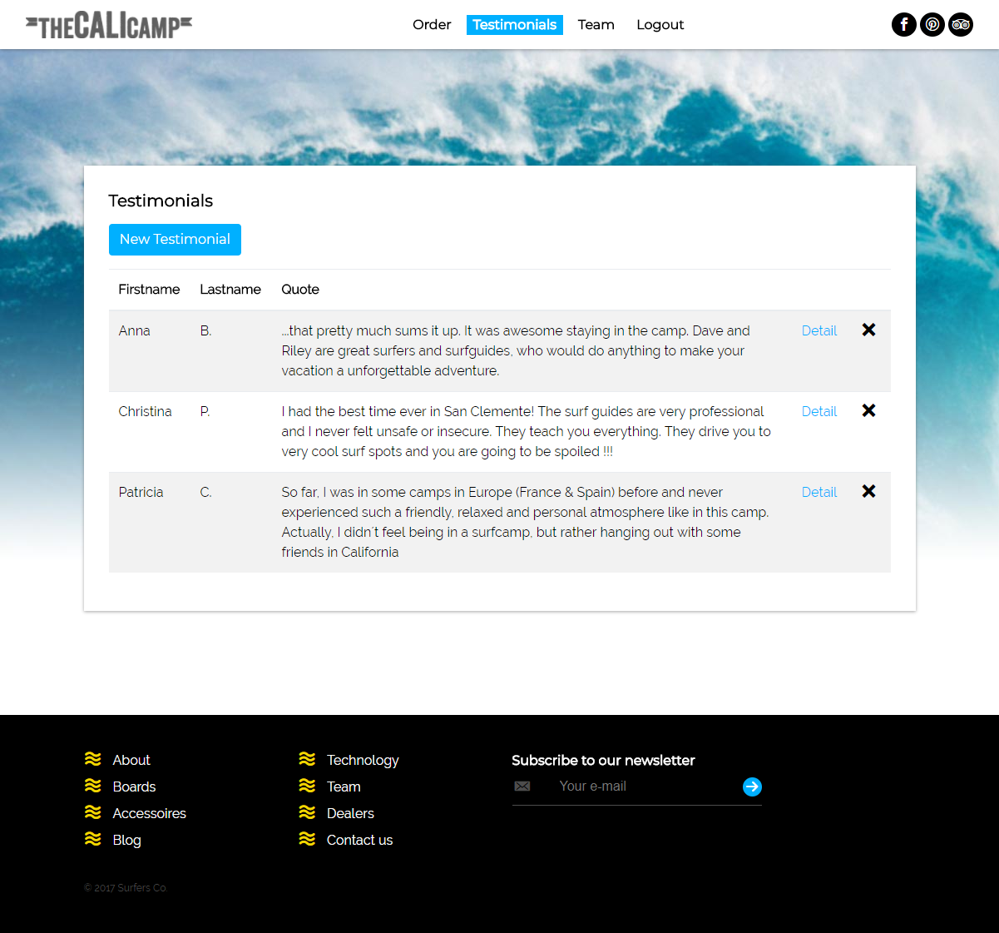 THE CALI CAMP
Order Testimonials Team Logout
Testimonials
New Testimonial
Firstname Lastname Quote
Anna B. ...that pretty much sums it up. It was awesome staying in the camp. Dave and Detail
Riley are great surfers and surfguides, who would do anything to make your
vacation a unforgettable adventure.
Christina P. I had the best time ever in San Clemente! The surf guides are very professional Detail
and I never felt unsafe or insecure. They teach you everything. They drive you to
very cool surf spots and you are going to be spoiled !!!
Patricia C. So far, I was in some camps in Europe (France & Spain) before and never Detail
experienced such a friendly, relaxed and personal atmosphere like in this camp.
Actually, I didn´t feel being in a surfcamp, but rather hanging out with some
friends in California
About
Boards
Accessoires
Blog
Technology
Team
Dealers
Contact us
Subscribe to our newsletter
Your e-mail
© 2017 Surfers Co.